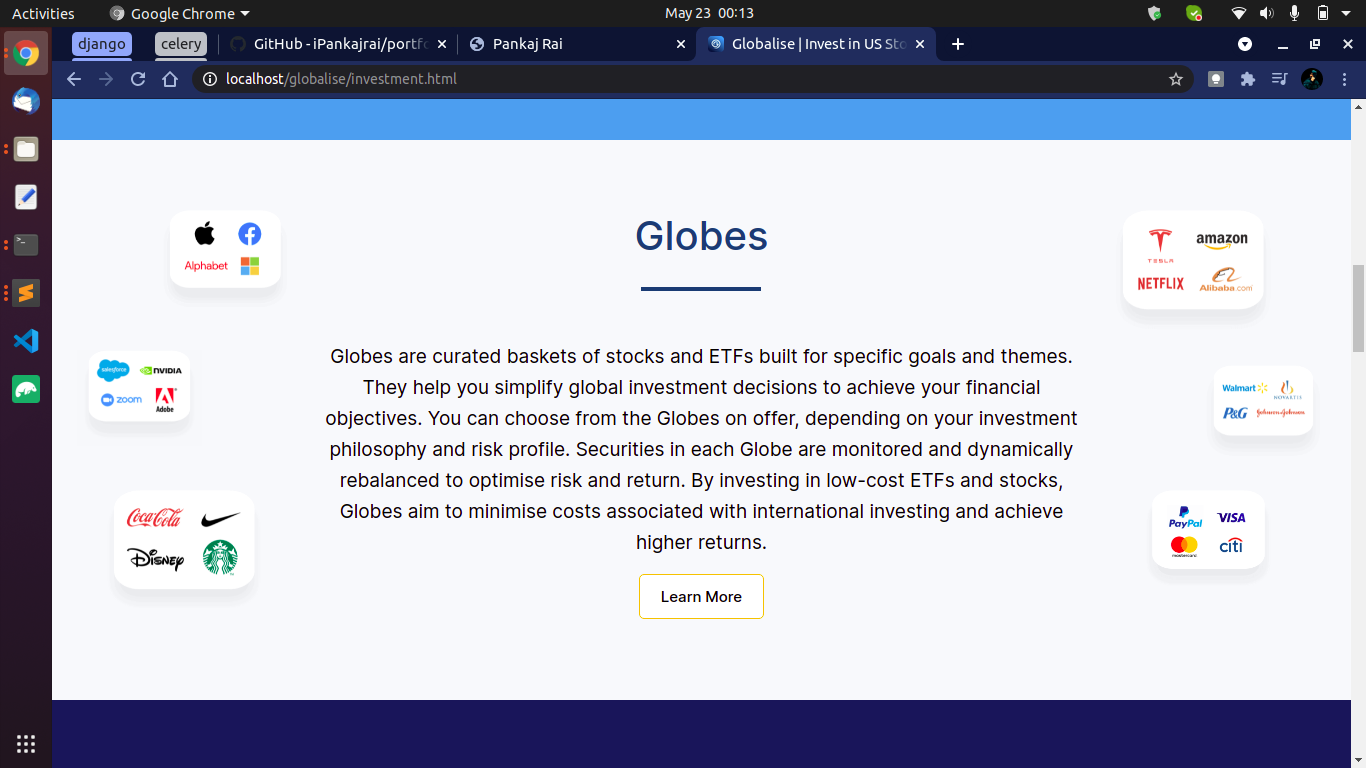 Activities
Google Chrome
May 23 00:13
django
celery
GitHub - iPankajrai/portfo
Pankaj Rai
Globalise | Invest in US Sto
localhost/globalise/investment.html
Globes
Alphabet
TESLA
amazon
NETFLIX
Alibaba.com
Globes are curated baskets of stocks and ETFs built for specific goals and themes.
They help you simplify global investment decisions to achieve your financial
objectives. You can choose from the Globes on offer, depending on your investment
philosophy and risk profile. Securities in each Globe are monitored and dynamically
rebalanced to optimise risk and return. By investing in low-cost ETFs and stocks,
Globes aim to minimise costs associated with international investing and achieve
higher returns.
salesforce
NVIDIA
zoom
Adobe
Walmart
NOVARTIS
P&G
Johnson & Johnson
Coca-Cola
DISNEY
PayPal
VISA
mastercard
citi
Learn More